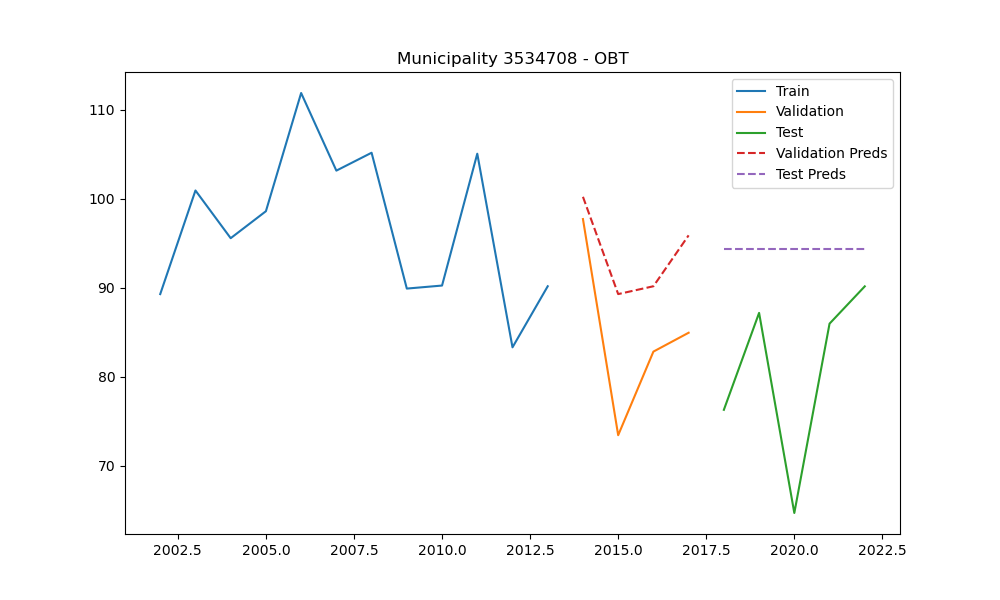 Municipality 3534708 - OBT
Train
Validation
Test
Validation Preds
Test Preds
110
100
90
80
70
2002.5 2005.0 2007.5 2010.0 2012.5 2015.0 2017.5 2020.0 2022.5